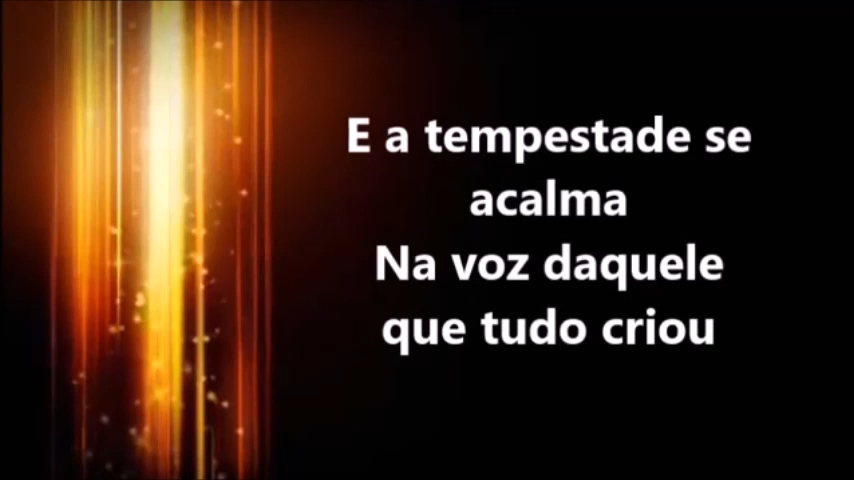 E a tempestade se
acalma
Na voz daquele
que tudo criou